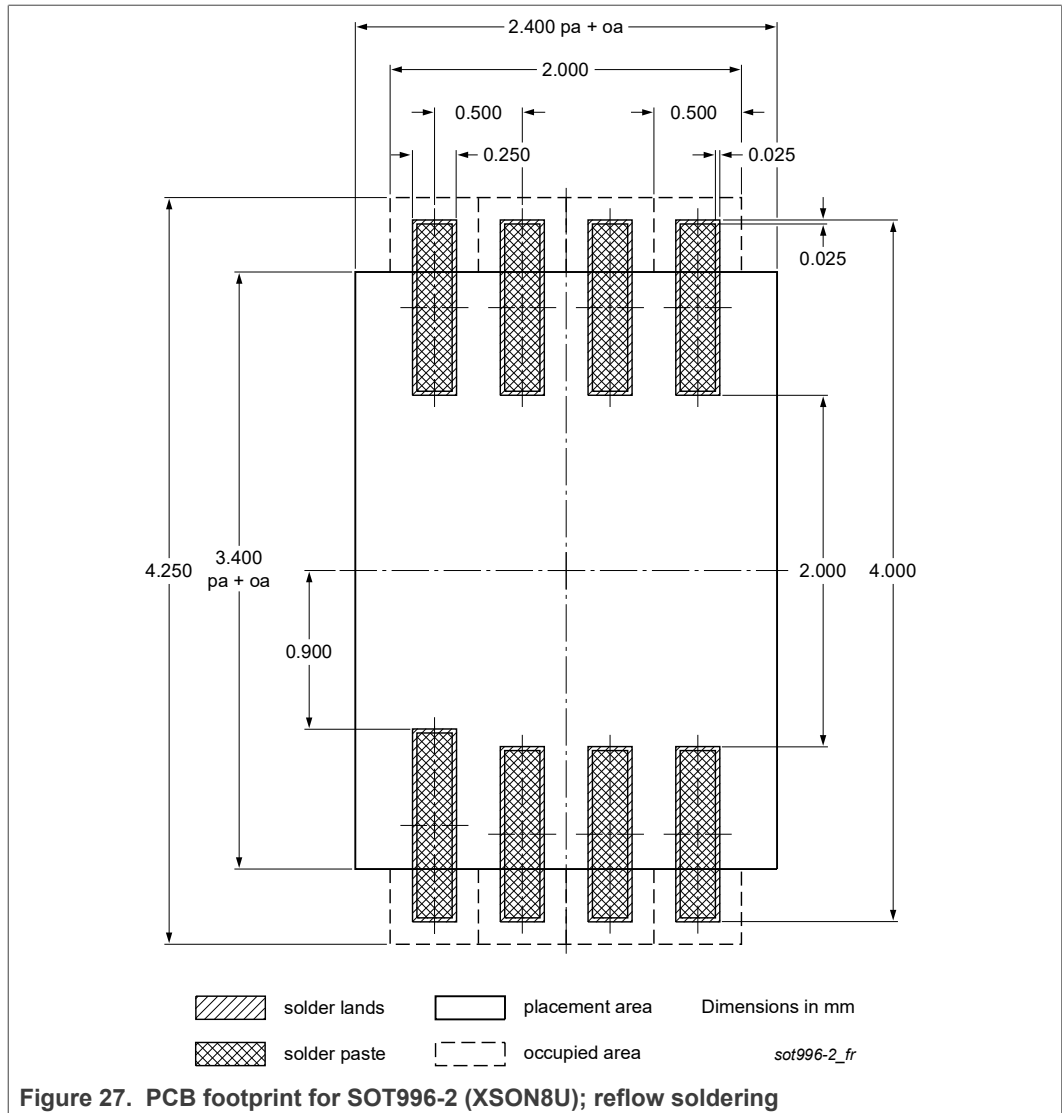 2.400 pa + oa
2.000
0.500
0.500
0.250
0.025
0.025
4.250
3.400
pa + oa
2.000
4.000
0.900
solder lands
placement area
Dimensions in mm
solder paste
occupied area
sot996-2_fr
Figure 27. PCB footprint for SOT996-2 (XSON8U); reflow soldering